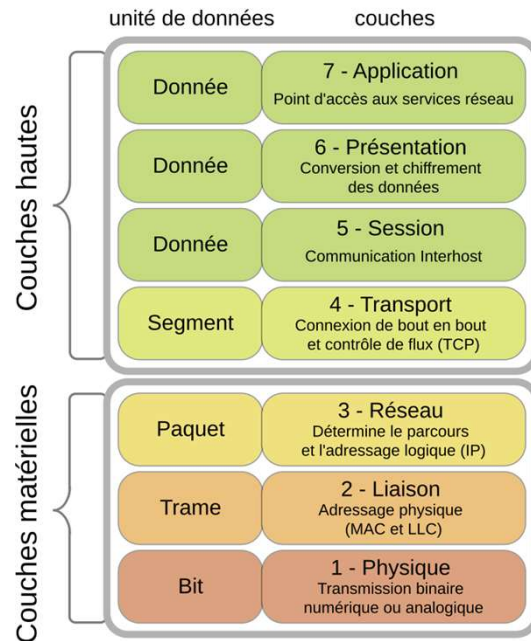 unité de données
couches
Couches hautes
Donnée
7 - Application
Point d'accès aux services réseau
Donnée
6 - Présentation
Conversion et chiffrement
des données
Donnée
5 - Session
Communication Interhost
Segment
4 - Transport
Connexion de bout en bout
et contrôle de flux (TCP)
Couches matérielles
Paquet
3 - Réseau
Détermine le parcours
et l'adressage logique (IP)
Trame
2 - Liaison
Adressage physique
(MAC et LLC)
Bit
1 - Physique
Transmission binaire
numérique ou analogique